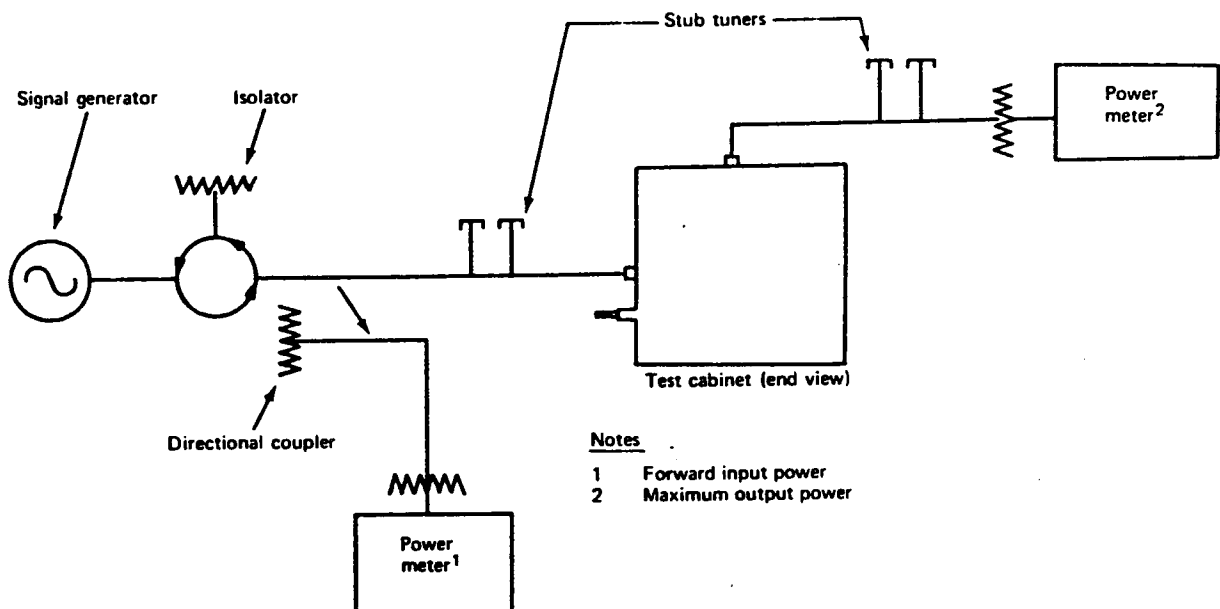 Stub tuners
Signal generator
Isolator
Power
meter2
Test cabinet (end view)
Directional coupler
Notes
1 Forward input power
2 Maximum output power
Power
meter1